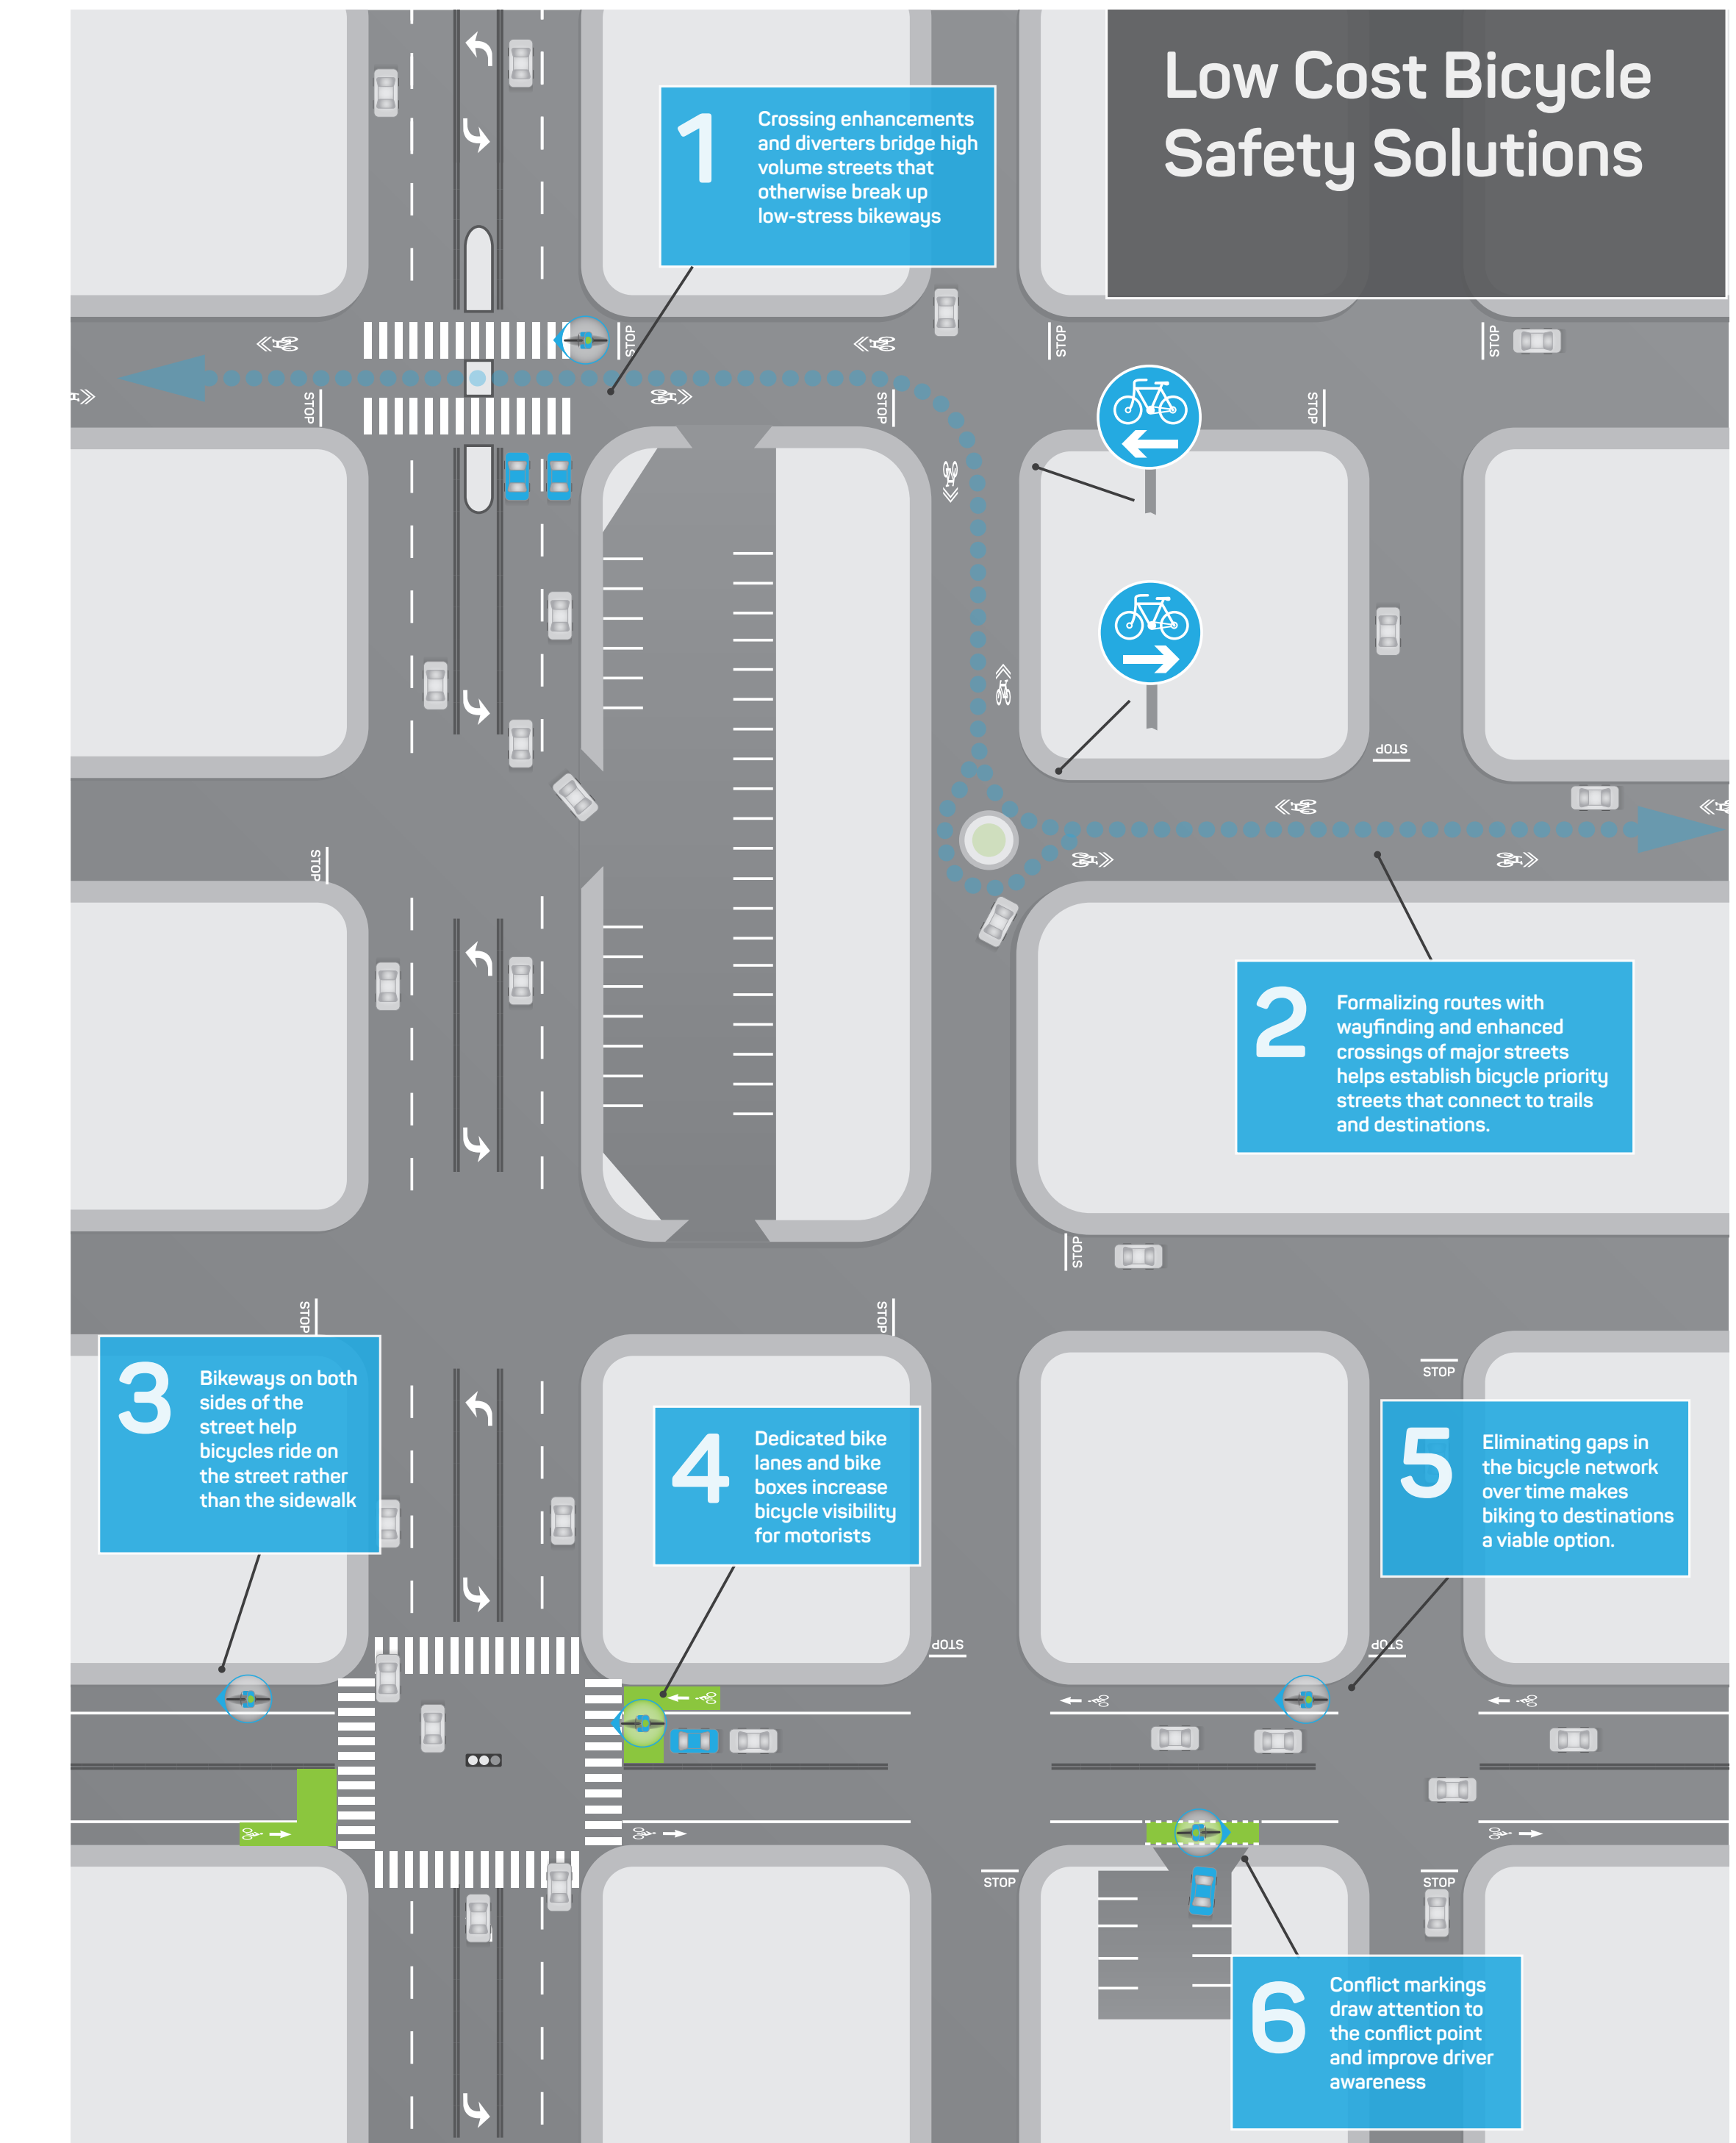 Low Cost Bicycle
Safety Solutions
1
Crossing enhancements
and diverters bridge high
volume streets that
otherwise break up
low-stress bikeways
STOP
STOP
STOP
STOP
STOP
STOP
STOP
STOP
2
Formalizing routes with
wayfinding and enhanced
crossings of major streets
helps establish bicycle priority
streets that connect to trails
and destinations.
STOP
STOP
STOP
3
Bikeways on both
sides of the
street help
bicycles ride on
the street rather
than the sidewalk
4
Dedicated bike
lanes and bike
boxes increase
bicycle visibility
for motorists
STOP
5
Eliminating gaps in
the bicycle network
over time makes
biking to destinations
a viable option.
STOP
STOP
STOP
STOP
6
Conflict markings
draw attention to
the conflict point
and improve driver
awareness